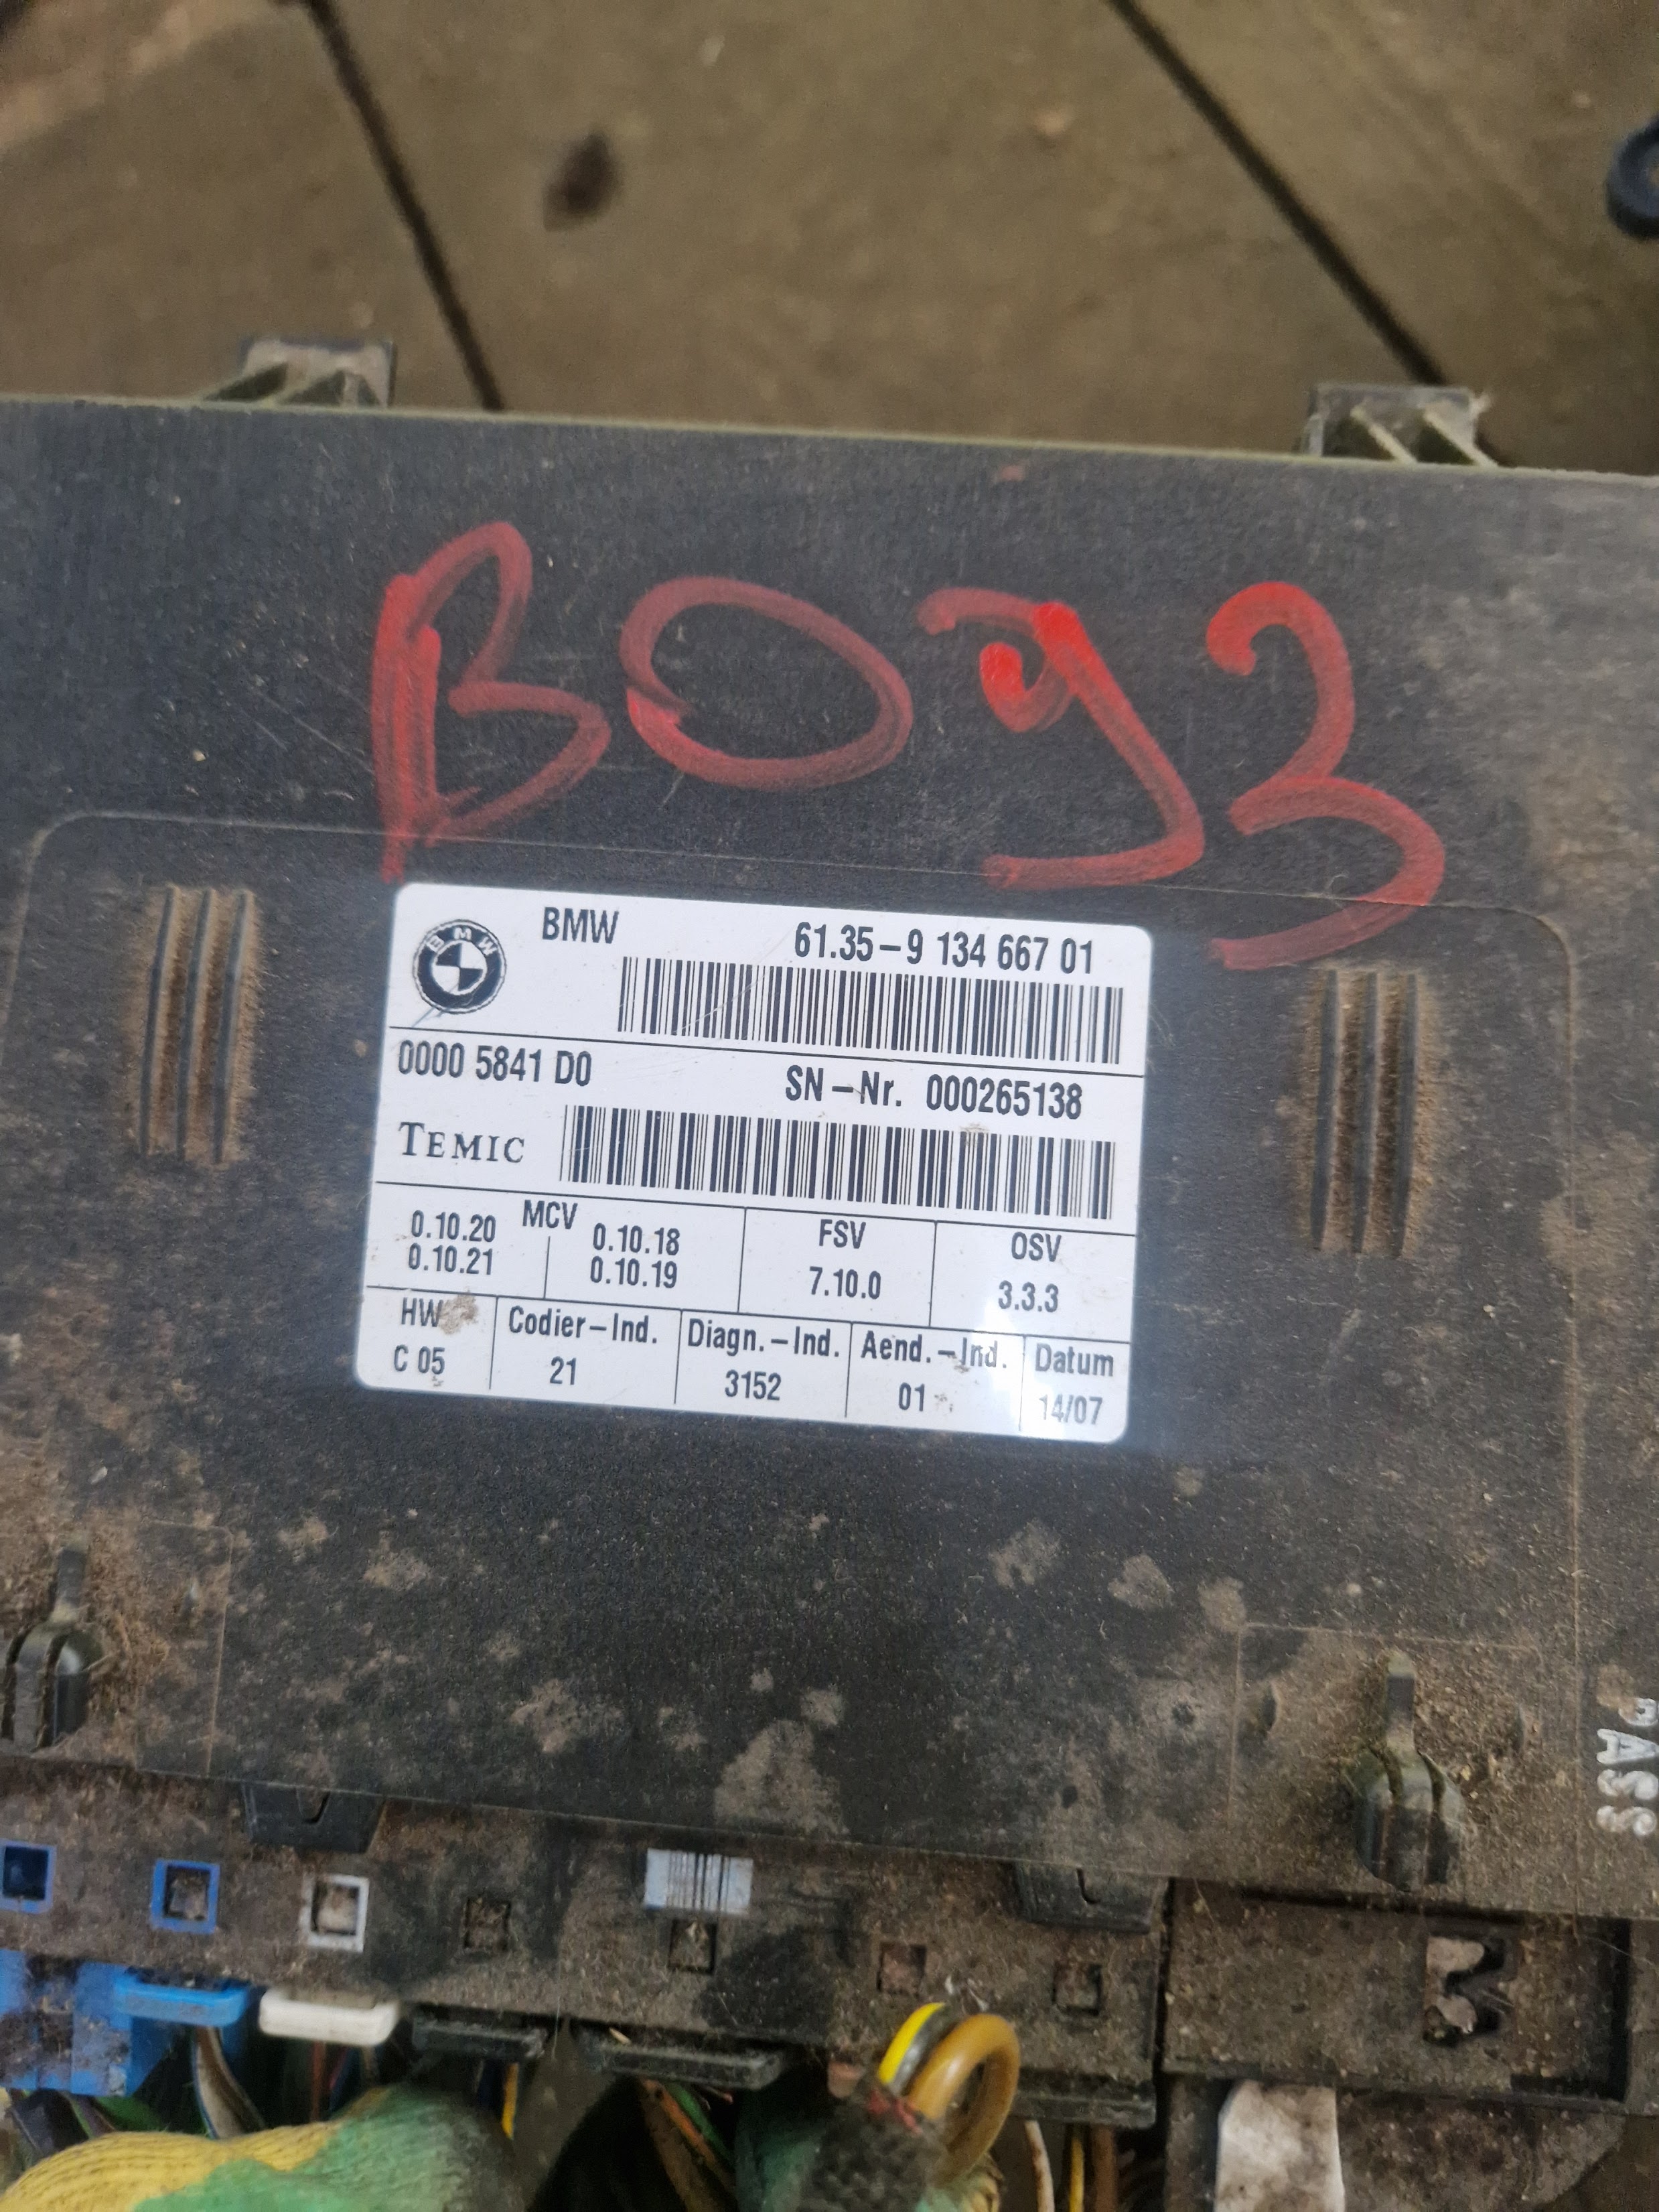 B093
BMW
BMW 61.35-9 134 667 01
0000 5841 D0 SN-Nr. 000265138
TEMIC
MCV FSV OSV
0.10.20 0.10.18 7.10.0 3.3.3
0.10.21 0.10.19
HW Codier-Ind. Diagn.-Ind. Aend.-Ind. Datum
C 05 21 3152 01 14/07
PASS